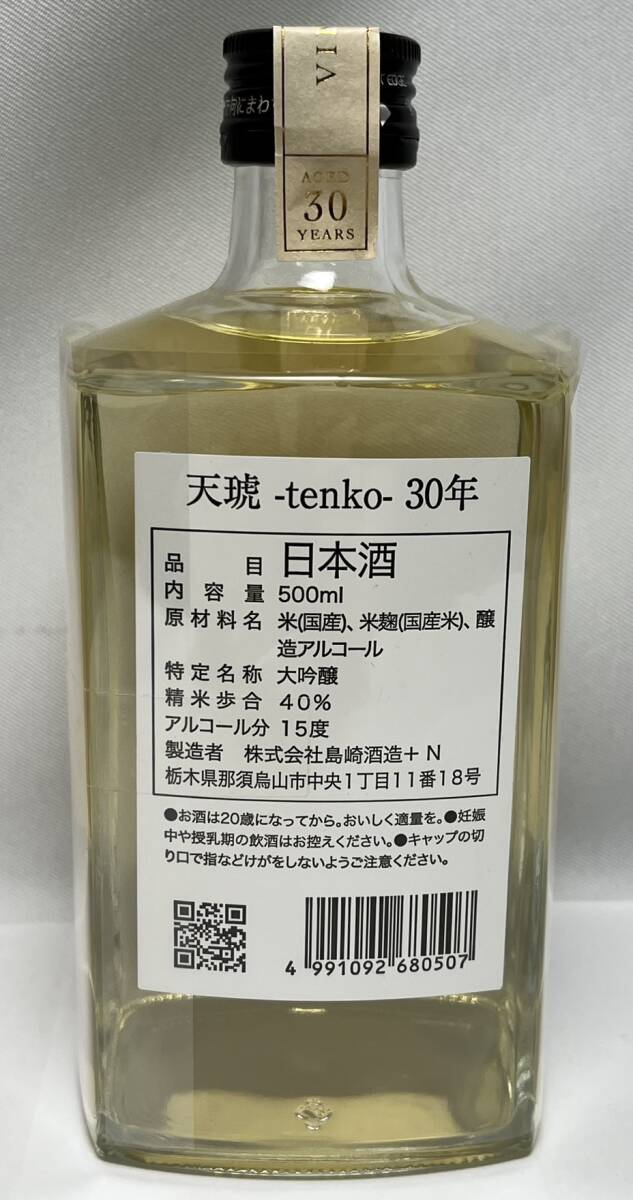 VI
EDGE
方向にまわ
AGED
30
YEARS
天琥 -tenko- 30年
品目 日本酒
内容量 500ml
原材料名 米(国産)、米麹(国産米)、醸
造アルコール
特定名称 大吟醸
精米歩合 40%
アルコール分 15度
製造者 株式会社島崎酒造+N
栃木県那須烏山市中央1丁目11番18号
●お酒は20歳になってから。おいしく適量を。●妊娠
中や授乳期の飲酒はお控えください。●キャップの切
り口で指などけがをしないようご注意ください。
4 991092 680507